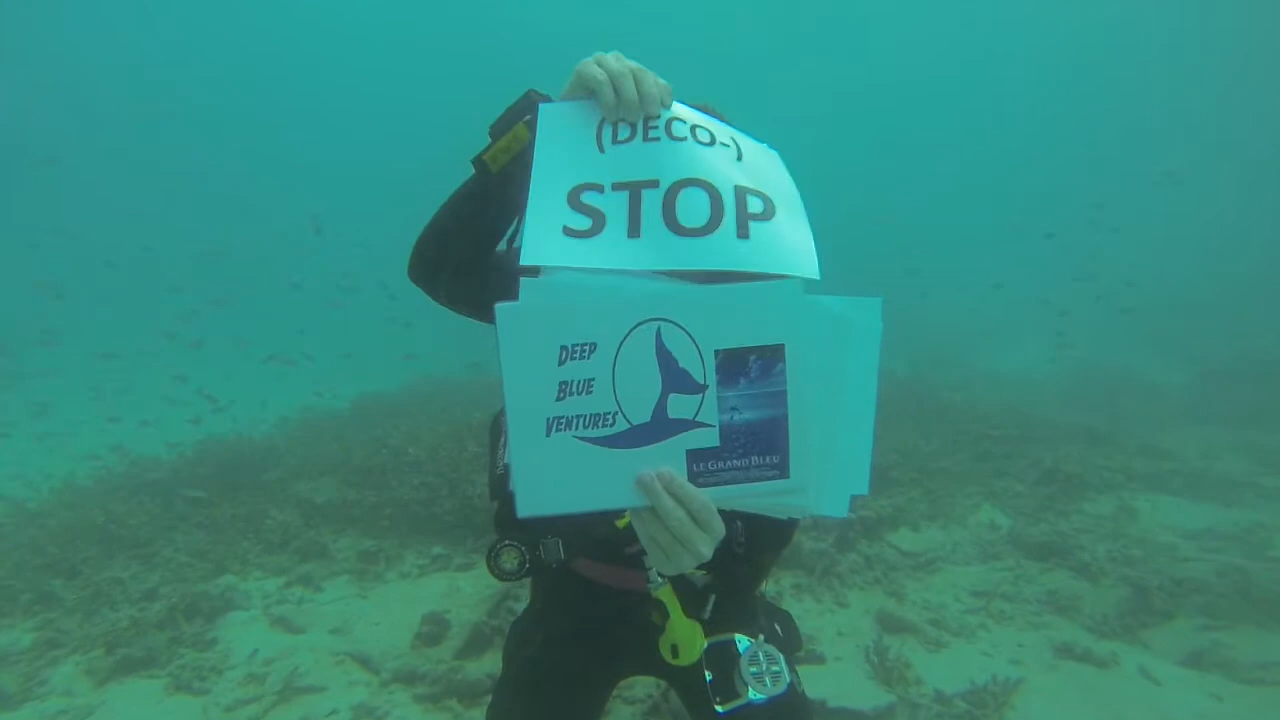 (DECO-)
STOP
DEEP
BLUE
VENTURES
LE GRAND BLEU